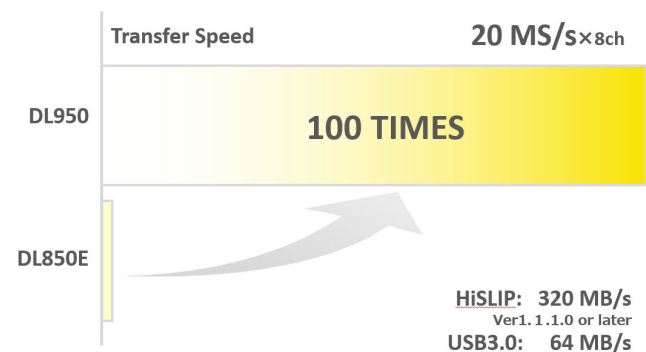 Transfer Speed
20 MS/s×8ch
DL950
100 TIMES
DL850E
HiSLIP: 320 MB/s
Ver1.1.1.0 or later
USB3.0: 64 MB/s